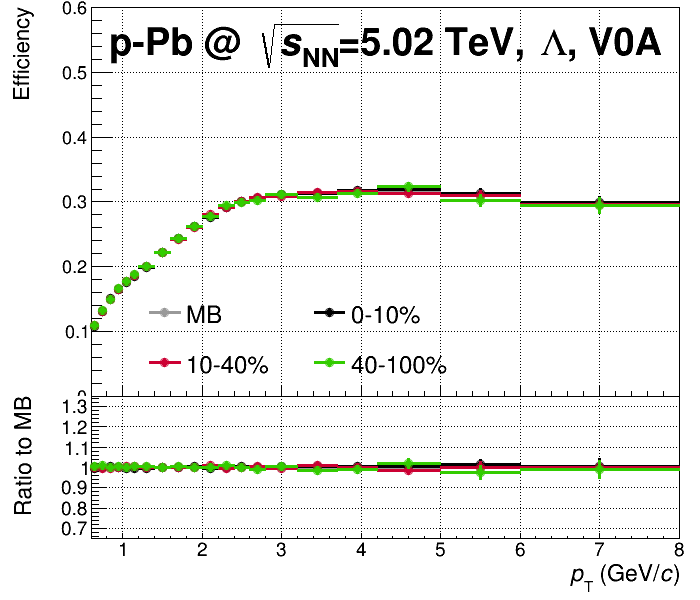 p-Pb @ √sNN=5.02 TeV, Λ, V0A
Efficiency
0.6
0.5
0.4
0.3
0.2
0.1
MB
0-10%
10-40%
40-100%
Ratio to MB
1.3
1.2
1.1
1
0.9
0.8
0.7
1 2 3 4 5 6 7 8
pT (GeV/c)